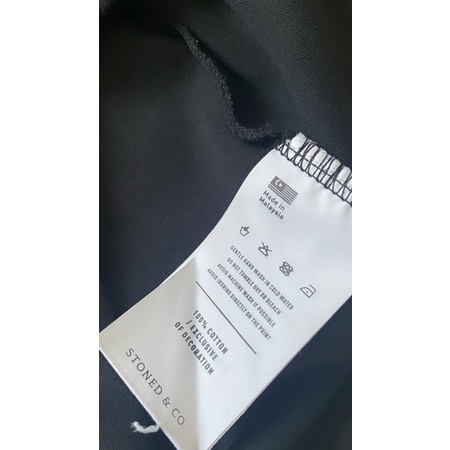 Made in
Malaysia
GENTLE HAND WASH IN COLD WATER
DO NOT TUMBLE DRY OR BLEACH
AVOID MACHINE WASH IF POSSIBLE
AVOID IRONING DIRECTLY ON THE PRINT
100% COTTON
/ EXCLUSIVE
OF DECORATION
STONED & CO